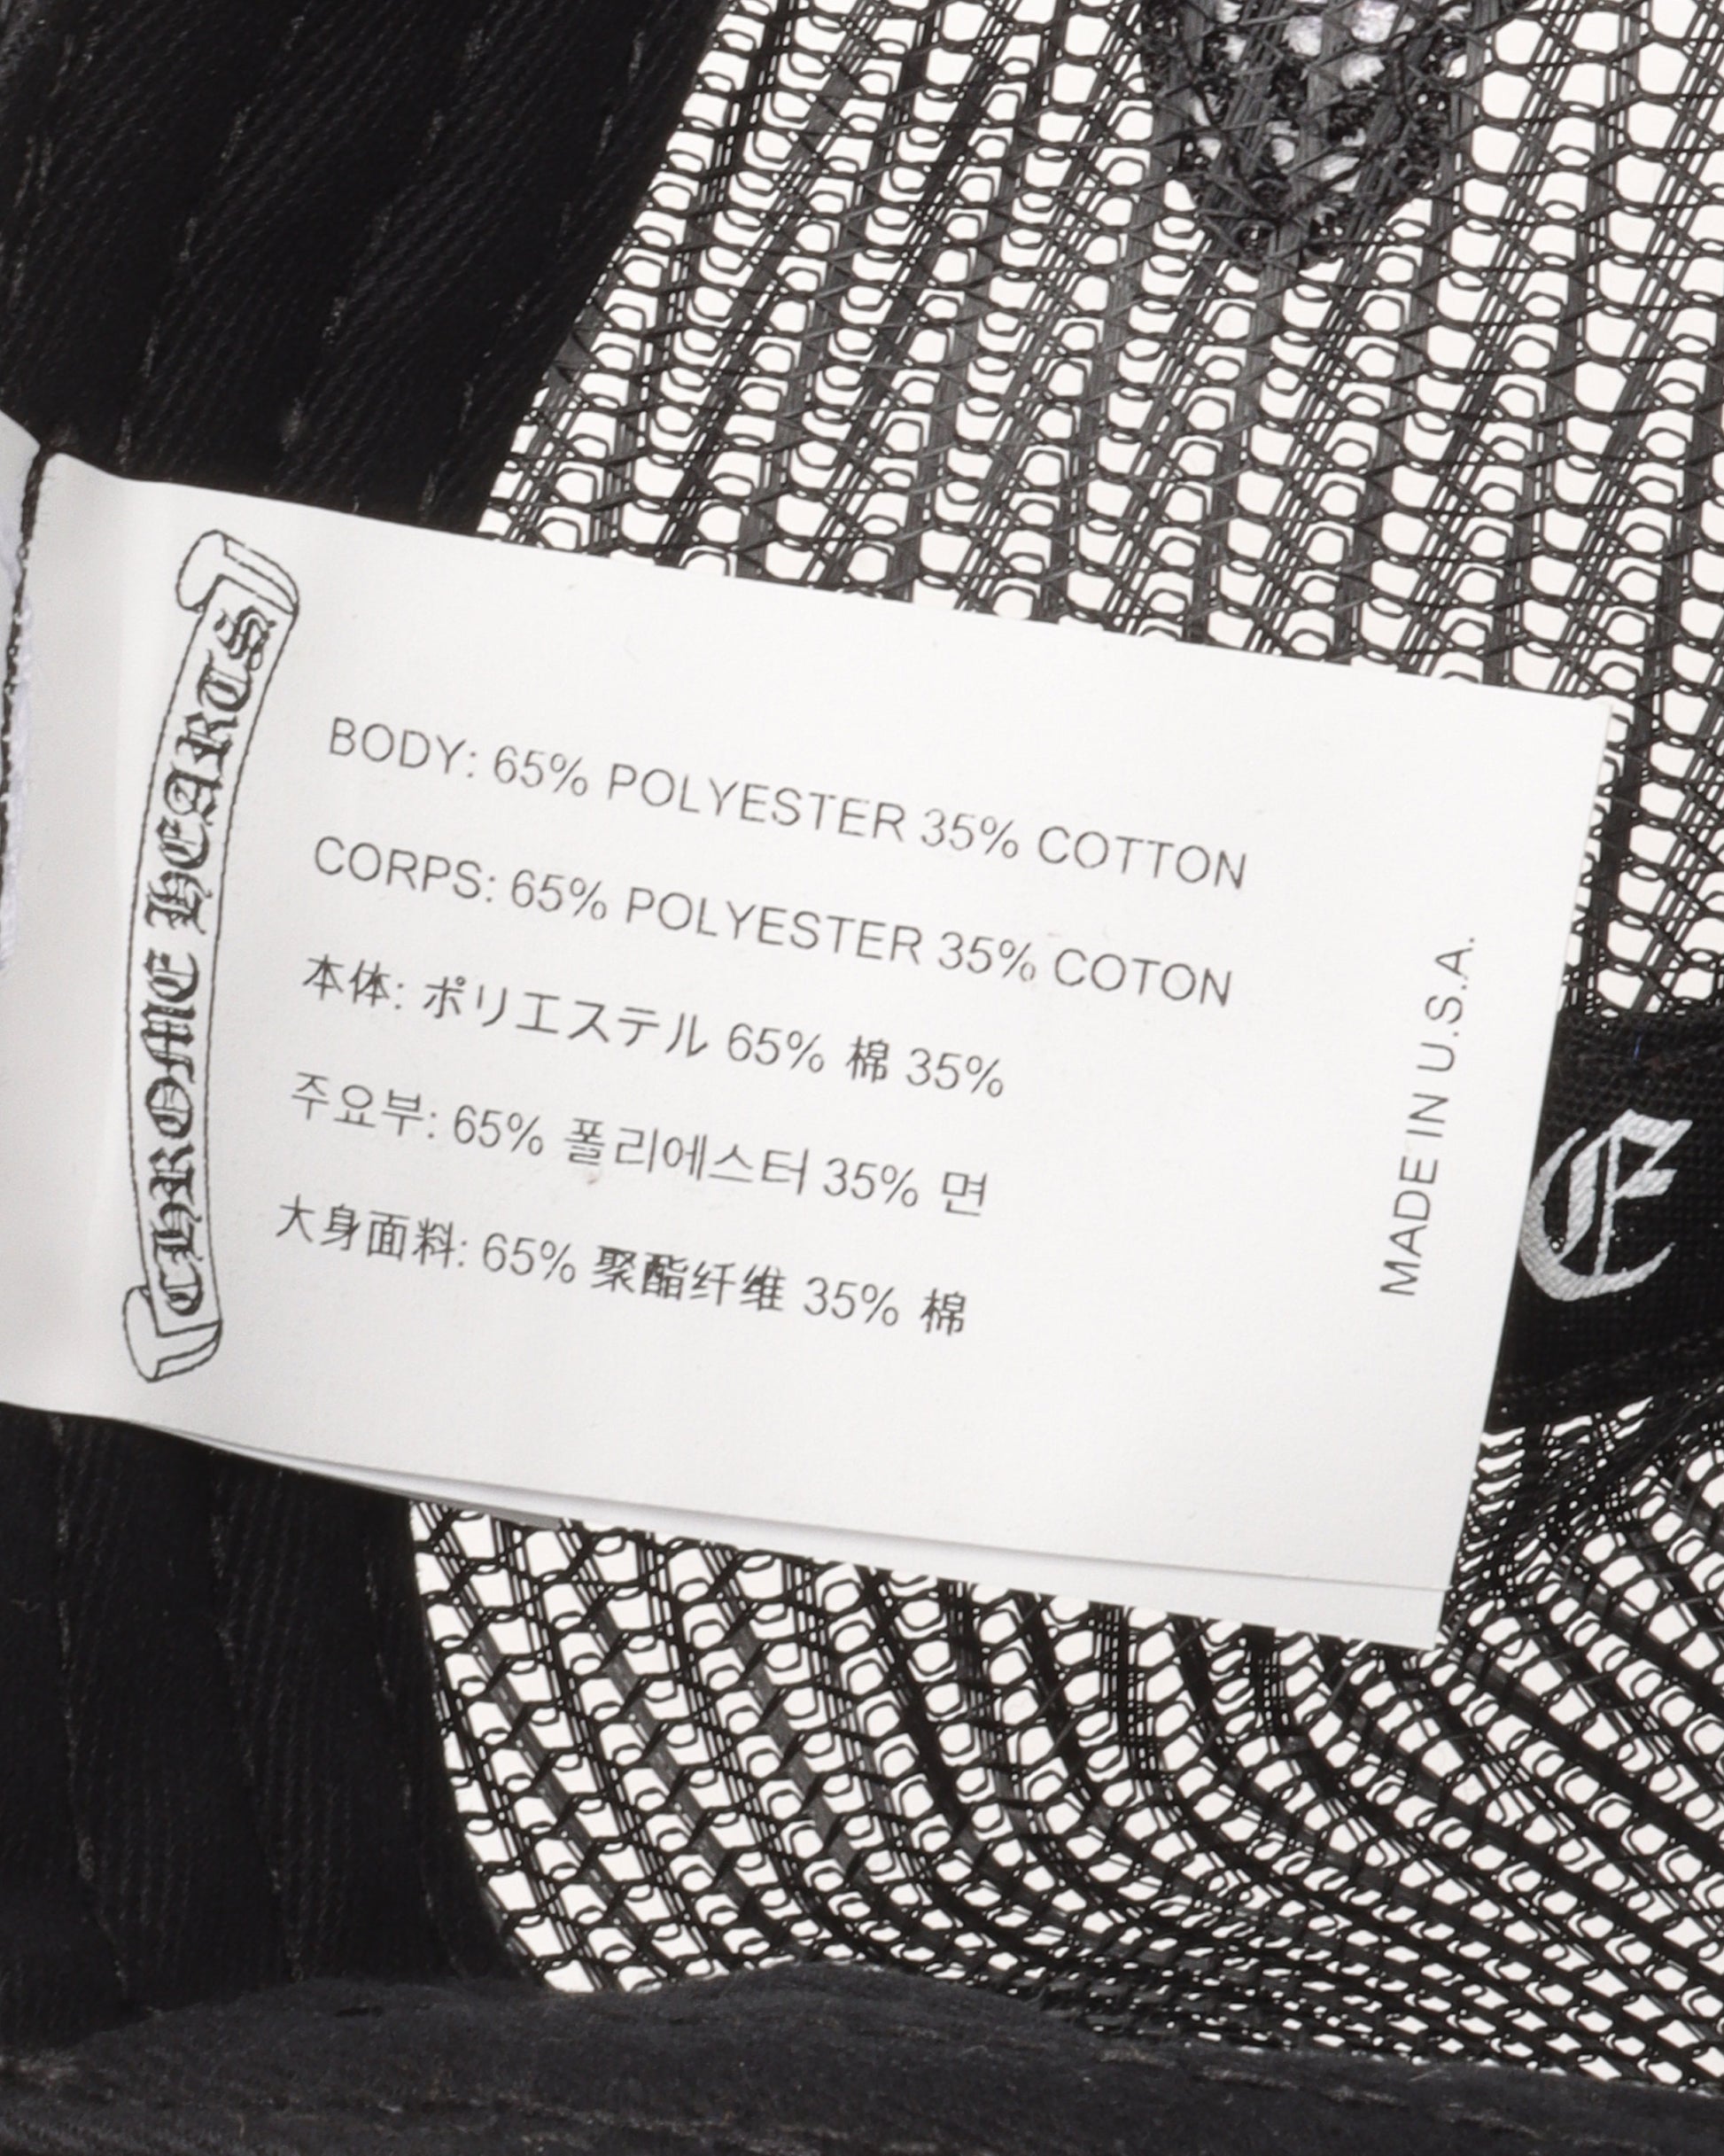 CHROME HEARTS
BODY: 65% POLYESTER 35% COTTON
CORPS: 65% POLYESTER 35% COTON
本体: ポリエステル 65% 棉 35%
주요부: 65% 폴리에스터 35% 면
大身面料: 65% 聚酯纤维 35% 棉
MADE IN U.S.A.
E